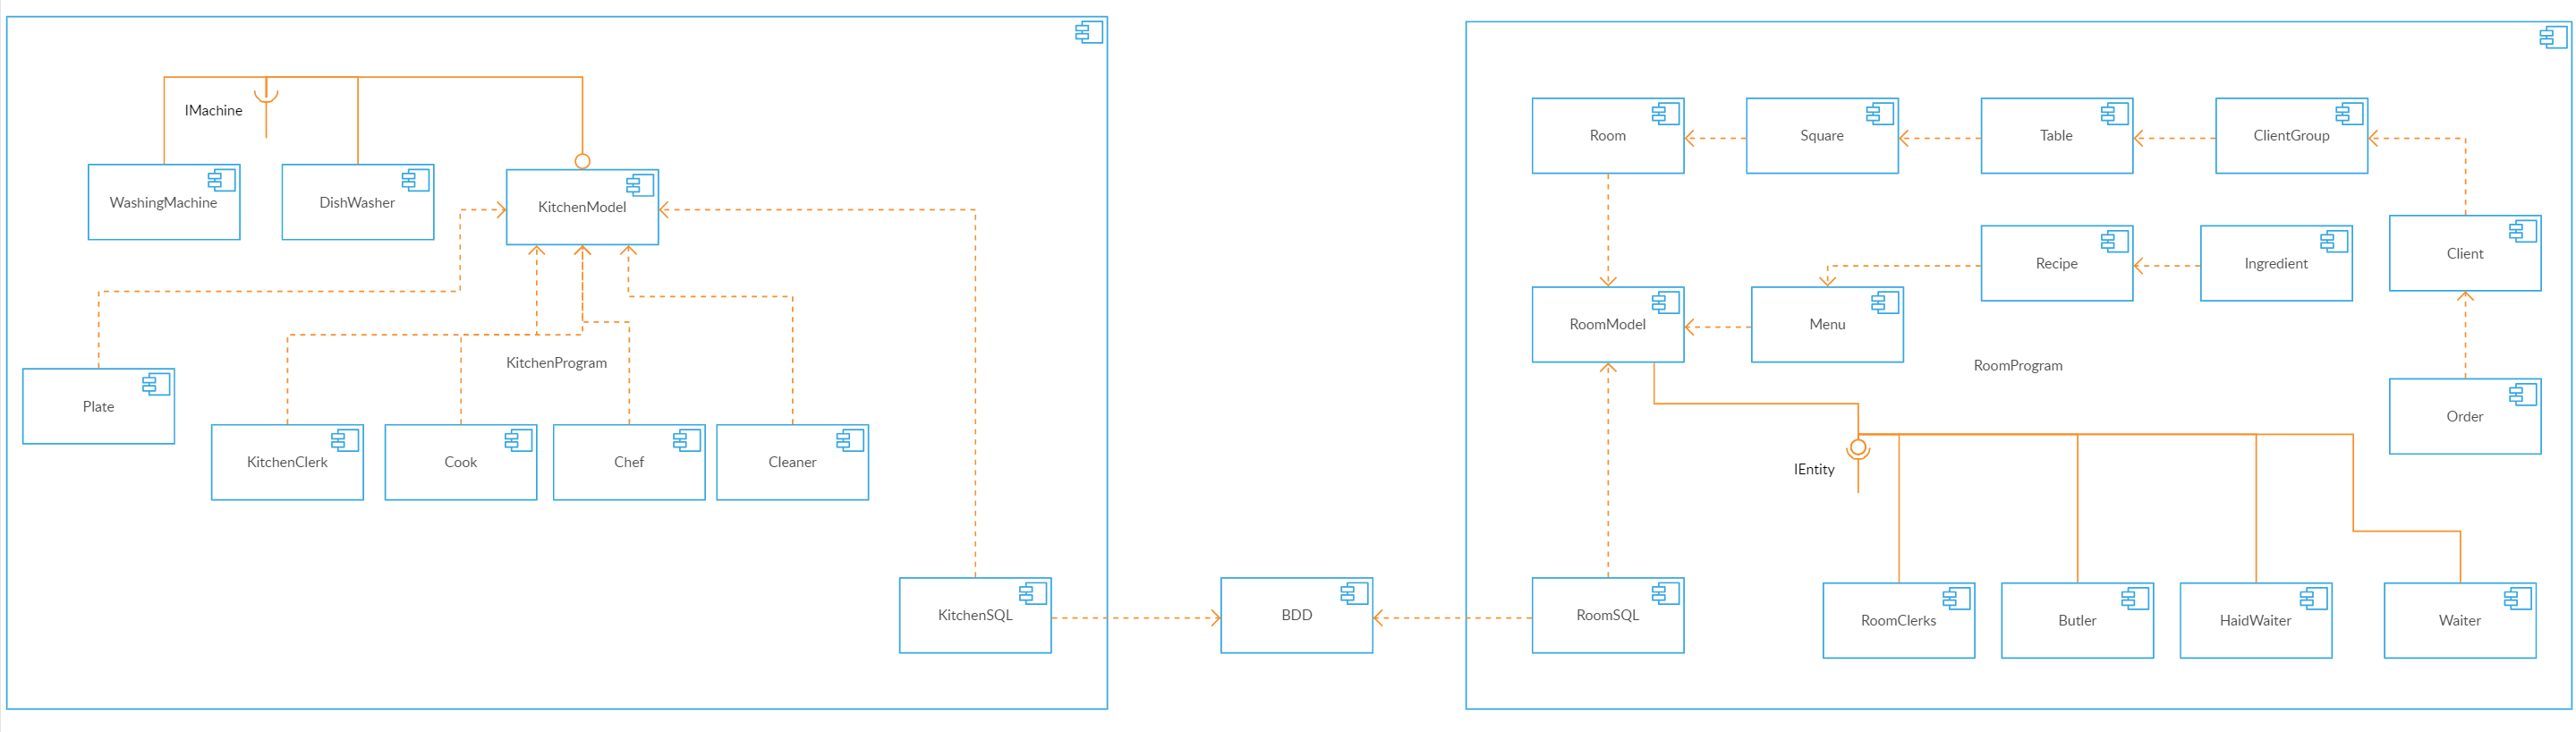 IMachine
WashingMachine
DishWasher
KitchenModel
KitchenProgram
Plate
KitchenClerk
Cook
Chef
Cleaner
KitchenSQL
BDD
Room
Square
Table
ClientGroup
Client
Recipe
Ingredient
RoomModel
Menu
RoomProgram
Order
IEntity
RoomSQL
RoomClerks
Butler
HaidWaiter
Waiter